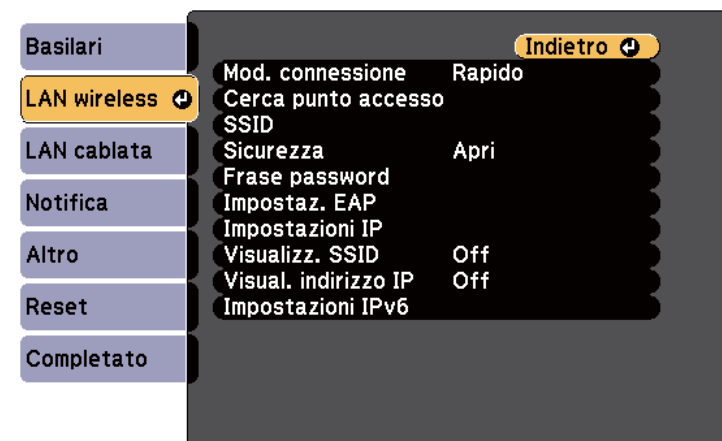 Basilari
LAN wireless
LAN cablata
Notifica
Altro
Reset
Completato
Indietro
Mod. connessione Rapido
Cerca punto accesso
SSID
Sicurezza Apri
Frase password
Impostaz. EAP
Impostazioni IP
Visualizz. SSID Off
Visual. indirizzo IP Off
Impostazioni IPv6